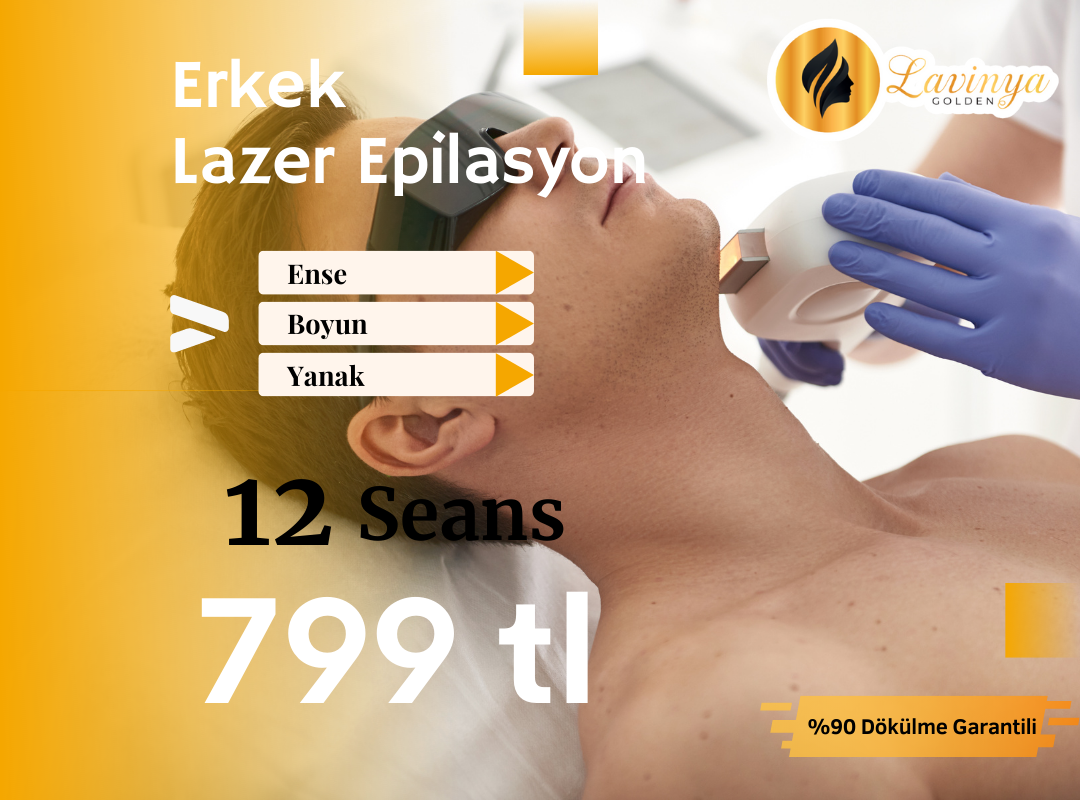 Erkek
Lazer Epilasyon
Lavinya
GOLDEN
Ense
Boyun
Yanak
12 Seans
799 tl
%90 Dökülme Garantili